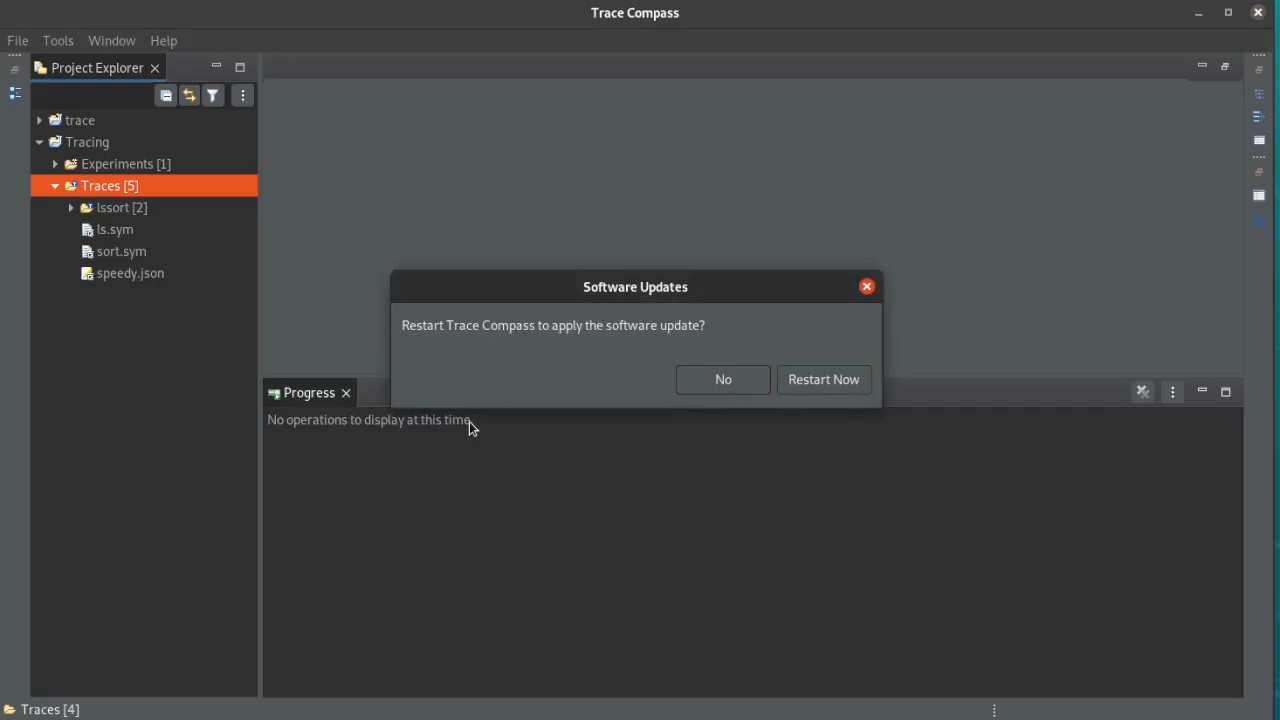 Trace Compass
File Tools Window Help
Project Explorer
trace
Tracing
Experiments [1]
Traces [5]
lssort [2]
ls.sym
sort.sym
speedy.json
Software Updates
Restart Trace Compass to apply the software update?
No Restart Now
Progress
No operations to display at this time.
Traces [4]